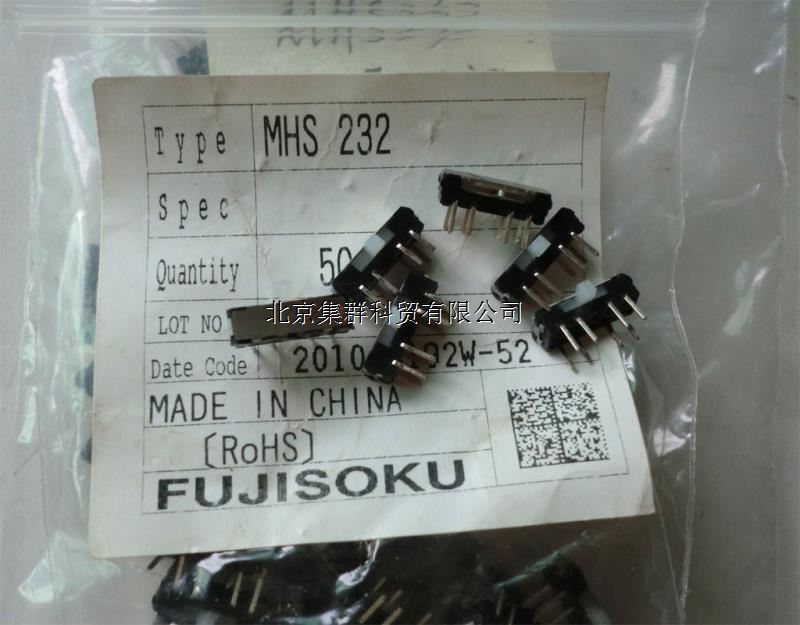 Type MHS 232
Spec
Quantity 50
北京集群科贸有限公司
LOT NO
Date Code 2010 92W-52
MADE IN CHINA
[RoHS]
FUJISOKU